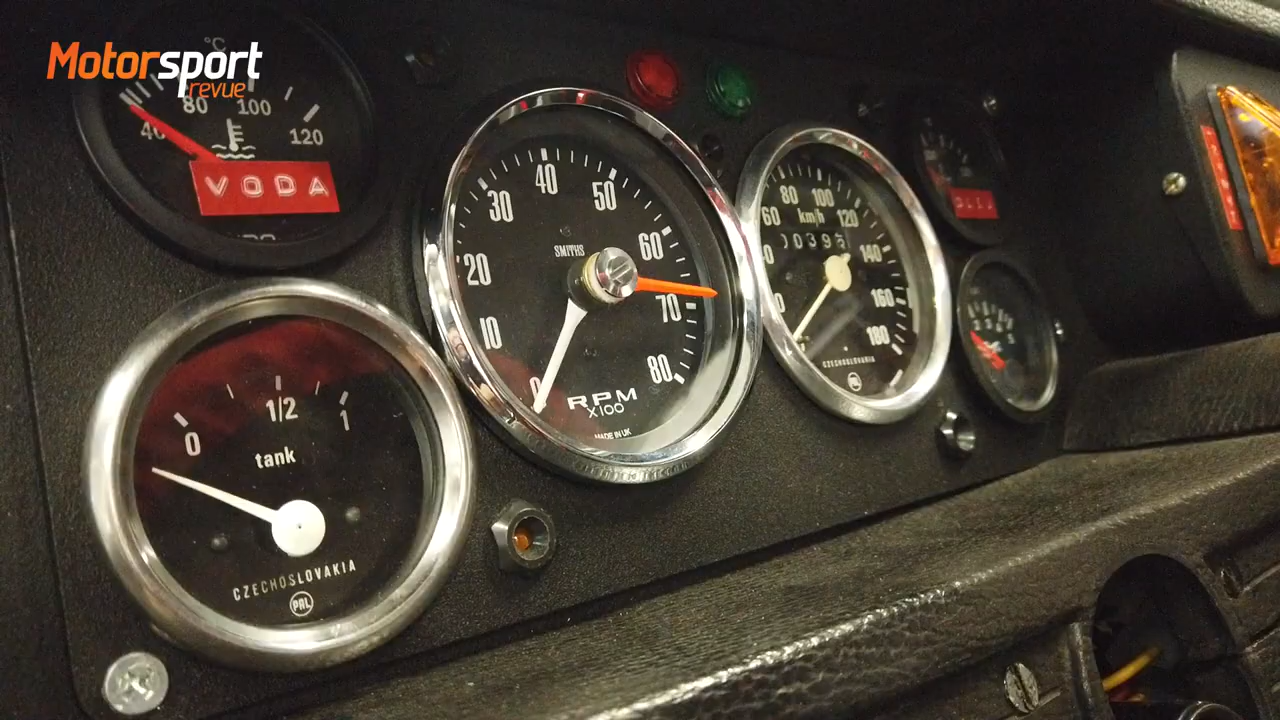 Motorsport
revue
°C
40 80 100 120
VODA
0 1/2 1
tank
CZECHOSLOVAKIA
PAL
0 10 20 30 40 50 60 70 80
SMITHS
RPM
X100
MADE IN UK
60 80 100 120 140 160 180
km/h
CZECHOSLOVAKIA
PAL
OLEJ